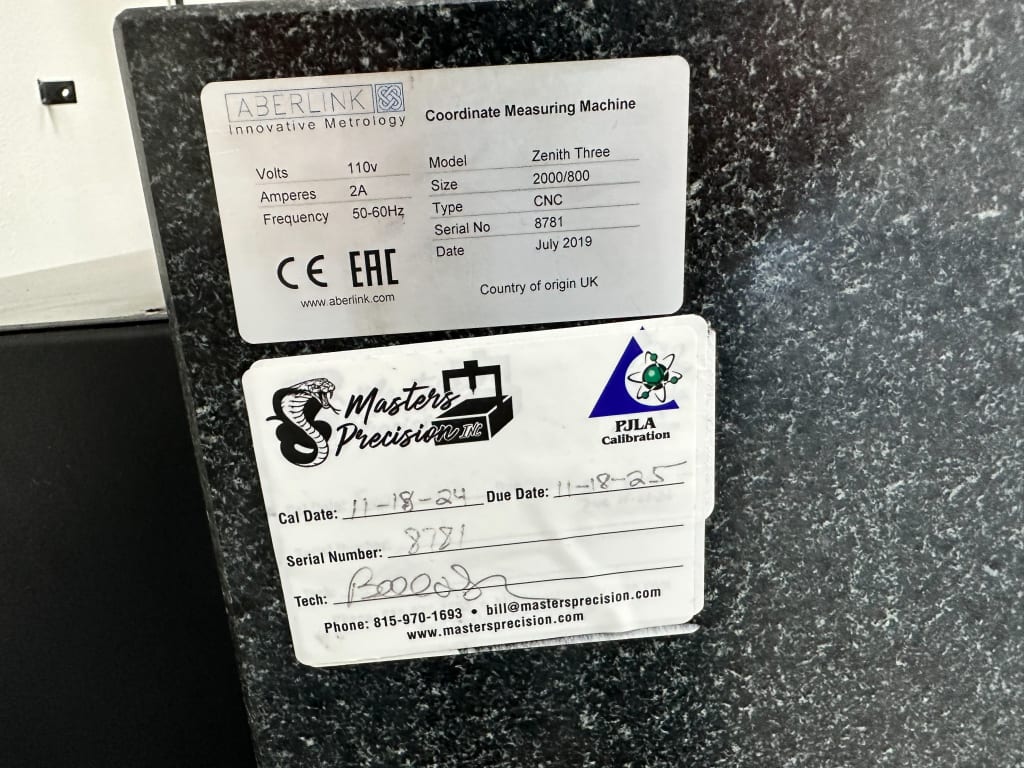 ABERLINK
Innovative Metrology
Coordinate Measuring Machine
Volts 110v
Amperes 2A
Frequency 50-60Hz
Model Zenith Three
Size 2000/800
Type CNC
Serial No 8781
Date July 2019
CE EAC
www.aberlink.com
Country of origin UK
Masters
Precision INC
PJLA
Calibration
Cal Date: 11-18-24 Due Date: 11-18-25
Serial Number: 8781
Tech:
Phone: 815-970-1693 • bill@mastersprecision.com
www.mastersprecision.com